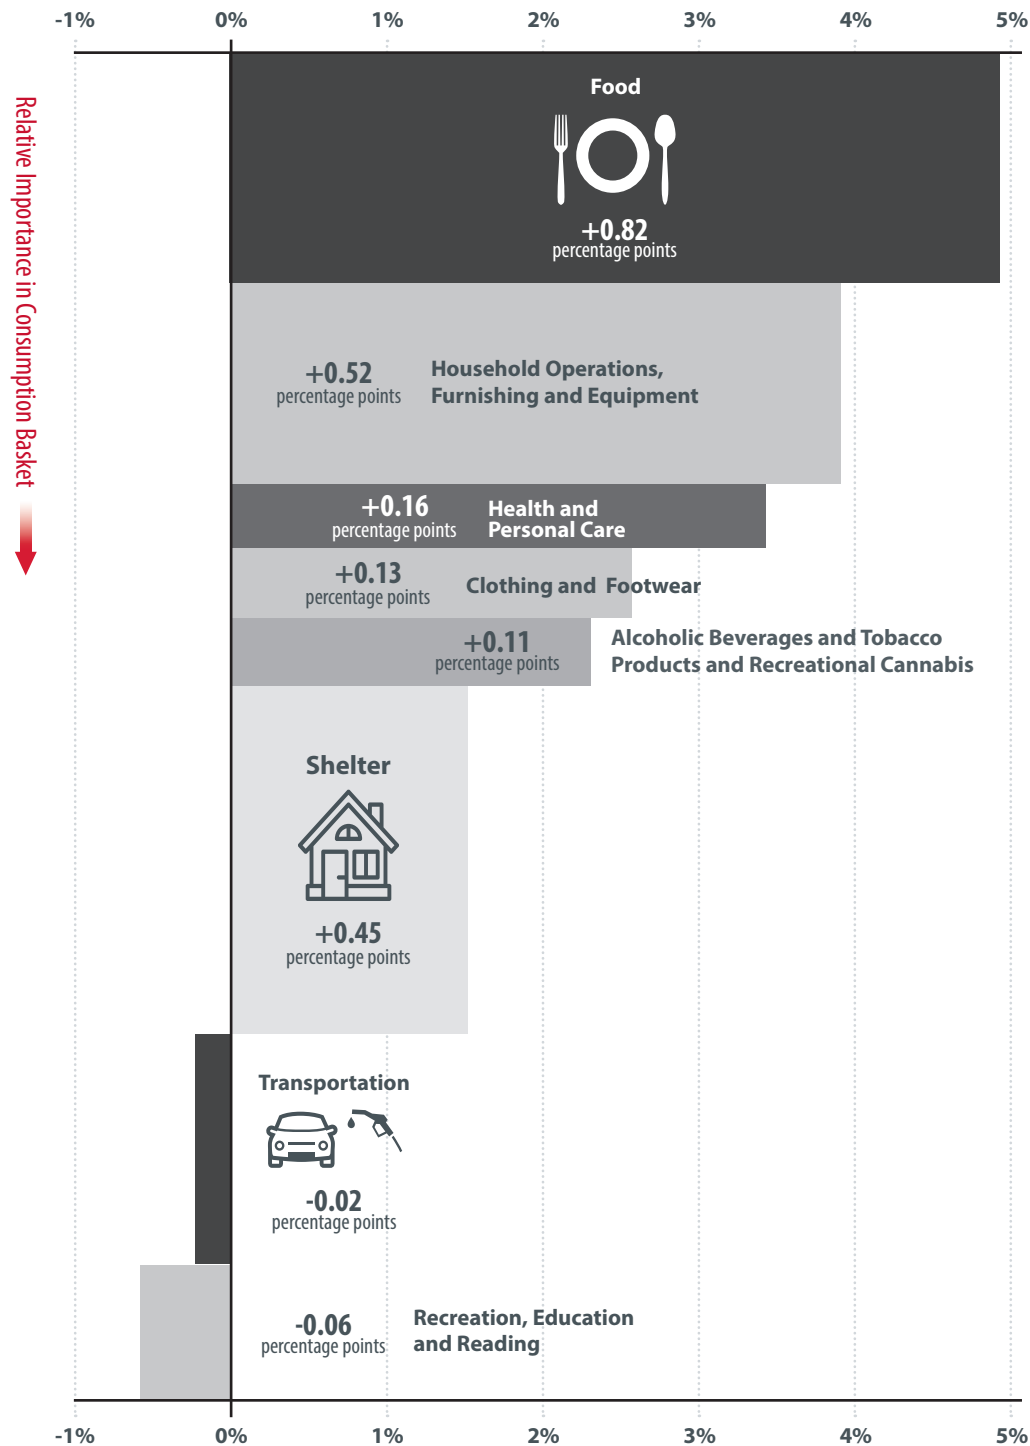 -1% 0% 1% 2% 3% 4% 5%
Relative Importance in Consumption Basket
Food
+0.82
percentage points
+0.52
percentage points
Household Operations,
Furnishing and Equipment
+0.16
percentage points
Health and
Personal Care
+0.13
percentage points
Clothing and Footwear
+0.11
percentage points
Alcoholic Beverages and Tobacco
Products and Recreational Cannabis
Shelter
+0.45
percentage points
Transportation
-0.02
percentage points
-0.06
percentage points
Recreation, Education
and Reading
-1% 0% 1% 2% 3% 4% 5%